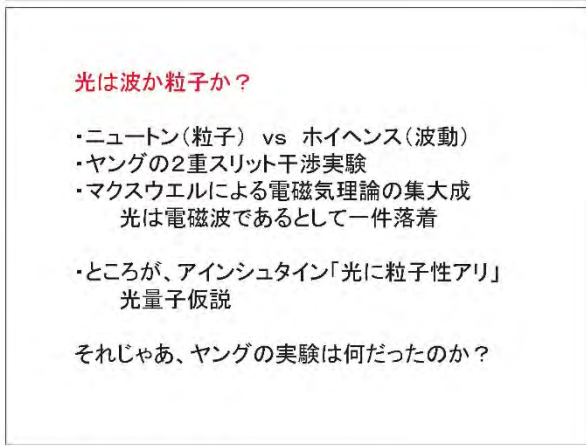 光は波か粒子か？
・ニュートン（粒子） vs ホイヘンス（波動）
・ヤングの２重スリット干渉実験
・マクスウエルによる電磁気理論の集大成
光は電磁波であるとして一件落着
・ところが、アインシュタイン「光に粒子性アリ」
光量子仮説
それじゃあ、ヤングの実験は何だったのか？